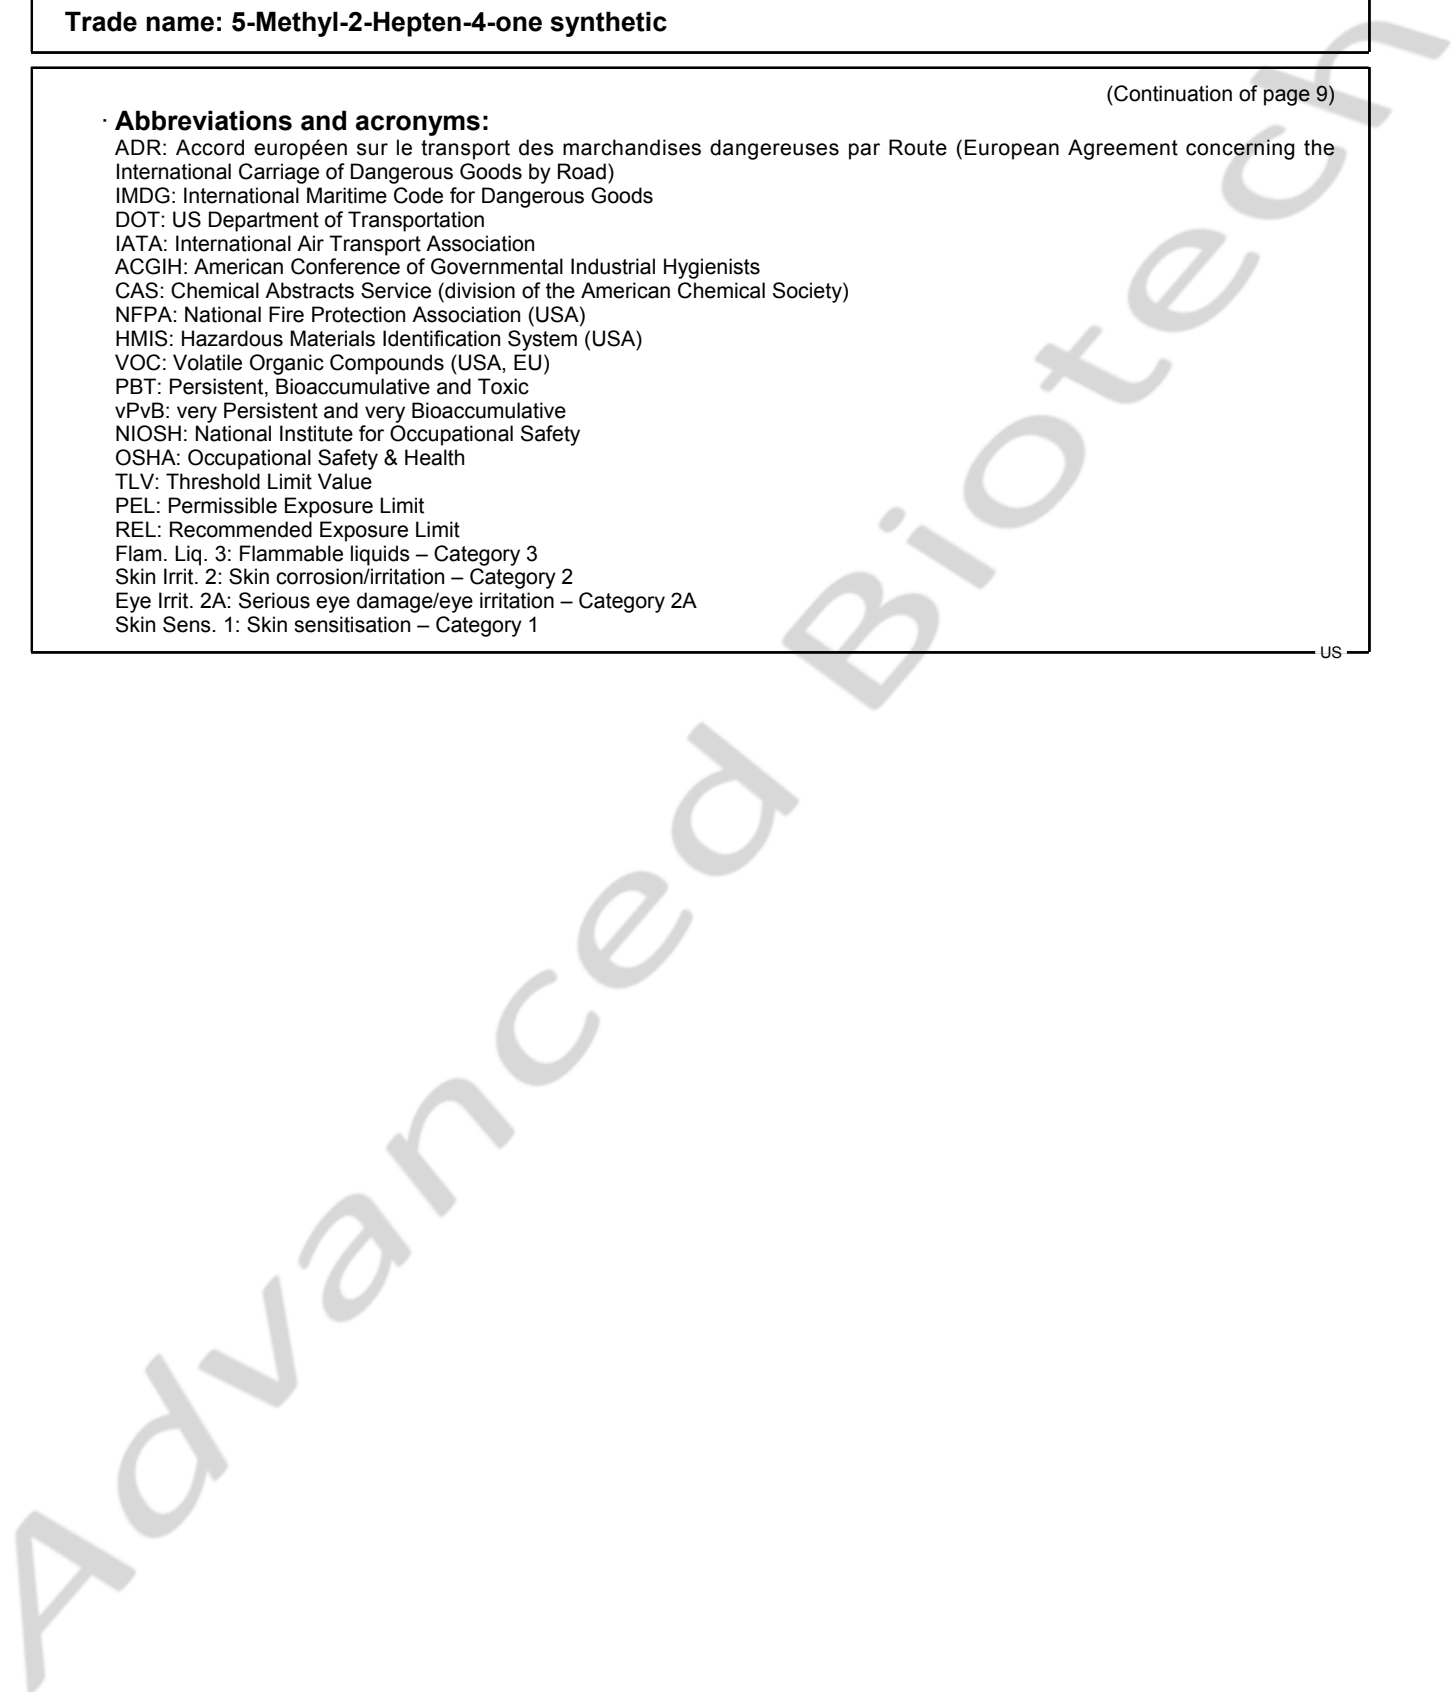 Trade name: 5-Methyl-2-Hepten-4-one synthetic
(Continuation of page 9)
· Abbreviations and acronyms:
ADR: Accord européen sur le transport des marchandises dangereuses par Route (European Agreement concerning the
International Carriage of Dangerous Goods by Road)
IMDG: International Maritime Code for Dangerous Goods
DOT: US Department of Transportation
IATA: International Air Transport Association
ACGIH: American Conference of Governmental Industrial Hygienists
CAS: Chemical Abstracts Service (division of the American Chemical Society)
NFPA: National Fire Protection Association (USA)
HMIS: Hazardous Materials Identification System (USA)
VOC: Volatile Organic Compounds (USA, EU)
PBT: Persistent, Bioaccumulative and Toxic
vPvB: very Persistent and very Bioaccumulative
NIOSH: National Institute for Occupational Safety
OSHA: Occupational Safety & Health
TLV: Threshold Limit Value
PEL: Permissible Exposure Limit
REL: Recommended Exposure Limit
Flam. Liq. 3: Flammable liquids – Category 3
Skin Irrit. 2: Skin corrosion/irritation – Category 2
Eye Irrit. 2A: Serious eye damage/eye irritation – Category 2A
Skin Sens. 1: Skin sensitisation – Category 1
US
Advanced Biotech